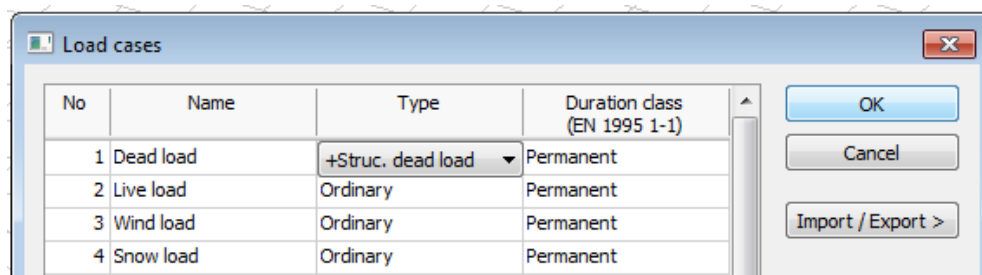 Load cases
No Name Type Duration class
(EN 1995 1-1)
OK
1 Dead load +Struc. dead load Permanent
Cancel
2 Live load Ordinary Permanent
3 Wind load Ordinary Permanent
Import / Export >
4 Snow load Ordinary Permanent